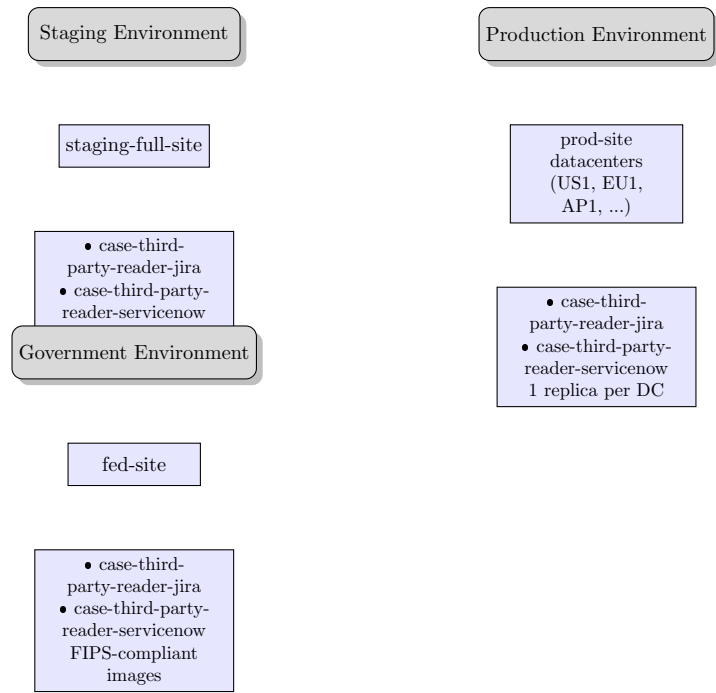 Staging Environment
staging-full-site
• case-third-
party-reader-jira
• case-third-party-
reader-servicenow
Government Environment
fed-site
• case-third-
party-reader-jira
• case-third-party-
reader-servicenow
FIPS-compliant
images
Production Environment
prod-site
datacenters
(US1, EU1,
AP1, ...)
• case-third-
party-reader-jira
• case-third-party-
reader-servicenow
1 replica per DC